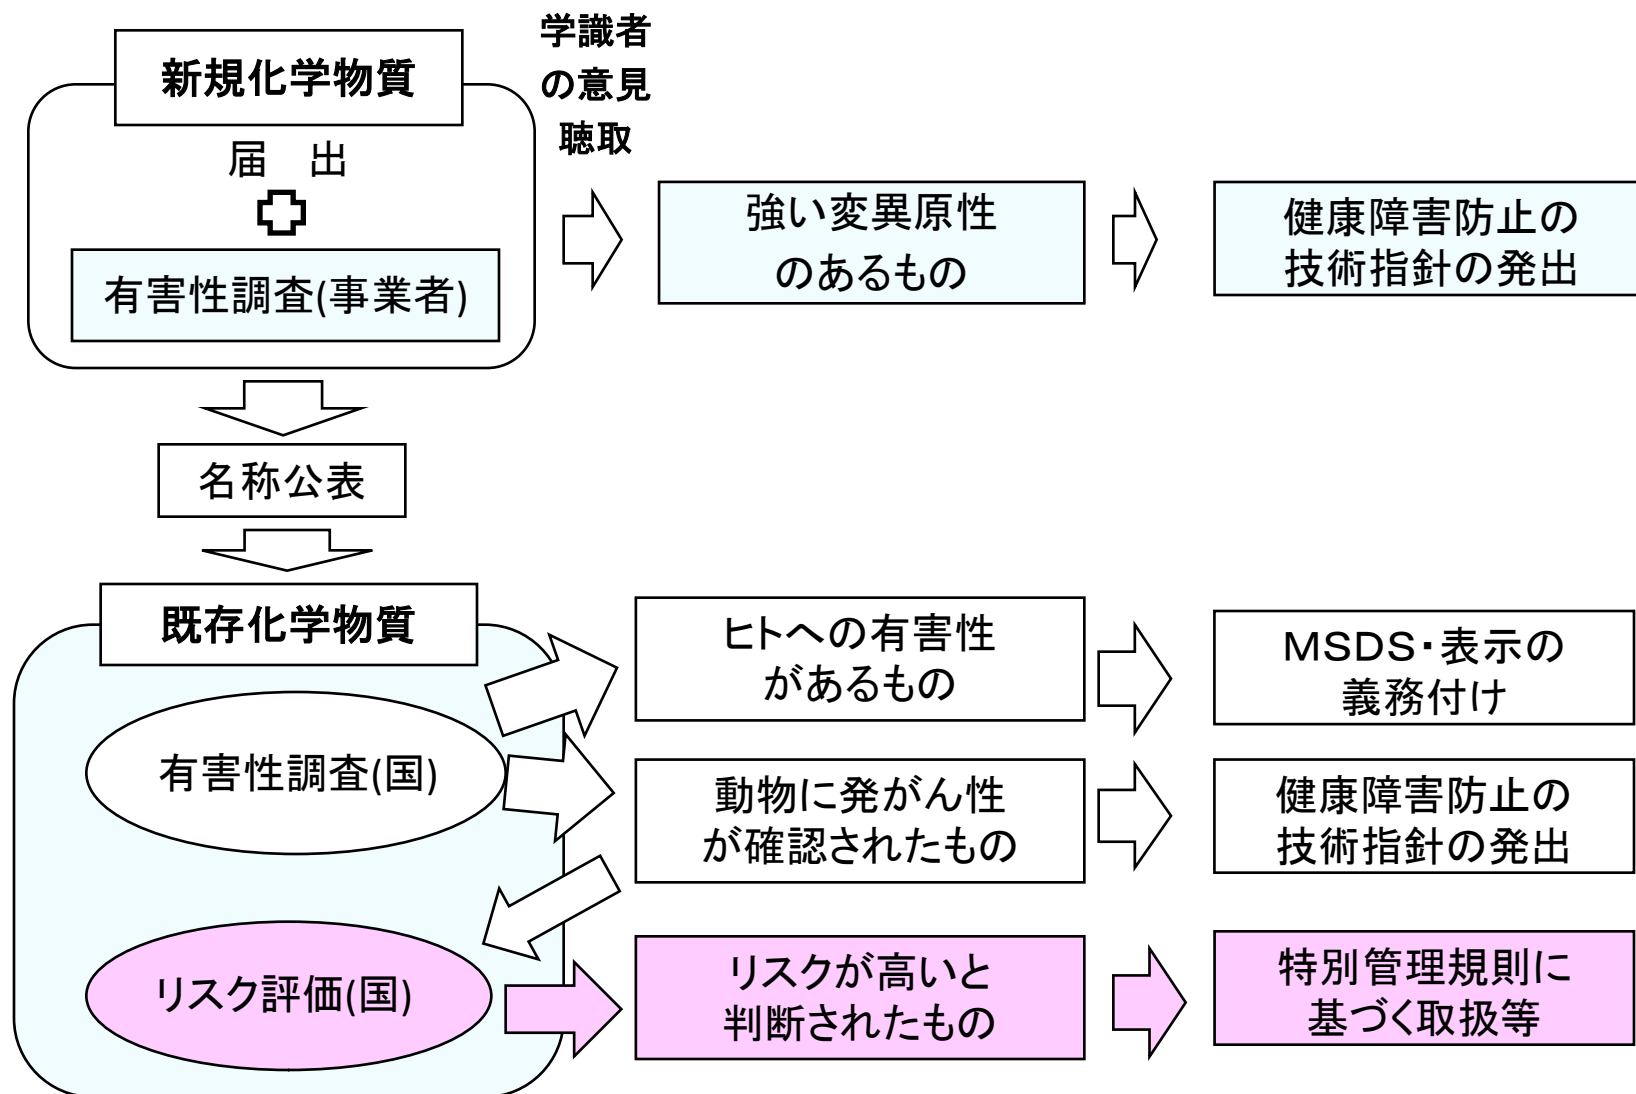 学識者
の意見
聴取
新規化学物質
届　出
有害性調査(事業者)
強い変異原性
のあるもの
健康障害防止の
技術指針の発出
名称公表
既存化学物質
有害性調査(国)
ヒトへの有害性
があるもの
MSDS・表示の
義務付け
動物に発がん性
が確認されたもの
健康障害防止の
技術指針の発出
リスク評価(国)
リスクが高いと
判断されたもの
特別管理規則に
基づく取扱等